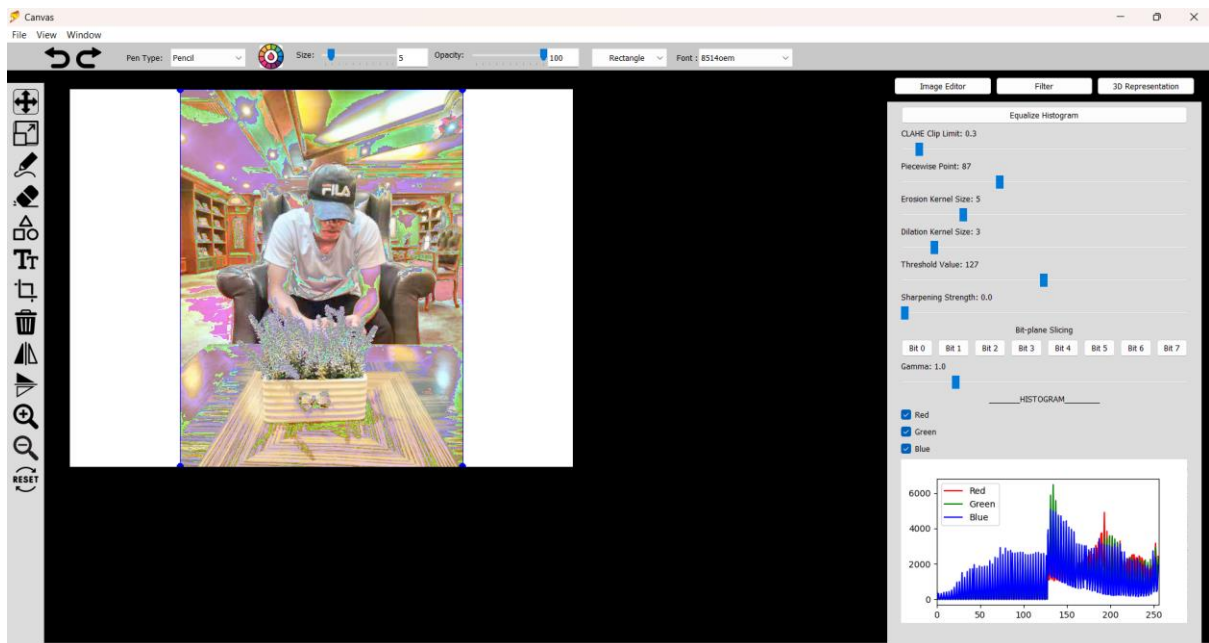 Canvas
File View Window
Pen Type: Pencil Size: 5 Opacity: 100 Rectangle Font : 8514oem
Image Editor Filter 3D Representation
Equalize Histogram
CLAHE Clip Limit: 0.3
Piecewise Point: 87
Erosion Kernel Size: 5
Dilation Kernel Size: 3
Threshold Value: 127
Sharpening Strength: 0.0
Bit-plane Slicing
Bit 0 Bit 1 Bit 2 Bit 3 Bit 4 Bit 5 Bit 6 Bit 7
Gamma: 1.0
______HISTOGRAM_______
Red
Green
Blue
FILA
TT
RESET
6000
4000
2000
0
Red
Green
Blue
0 50 100 150 200 250